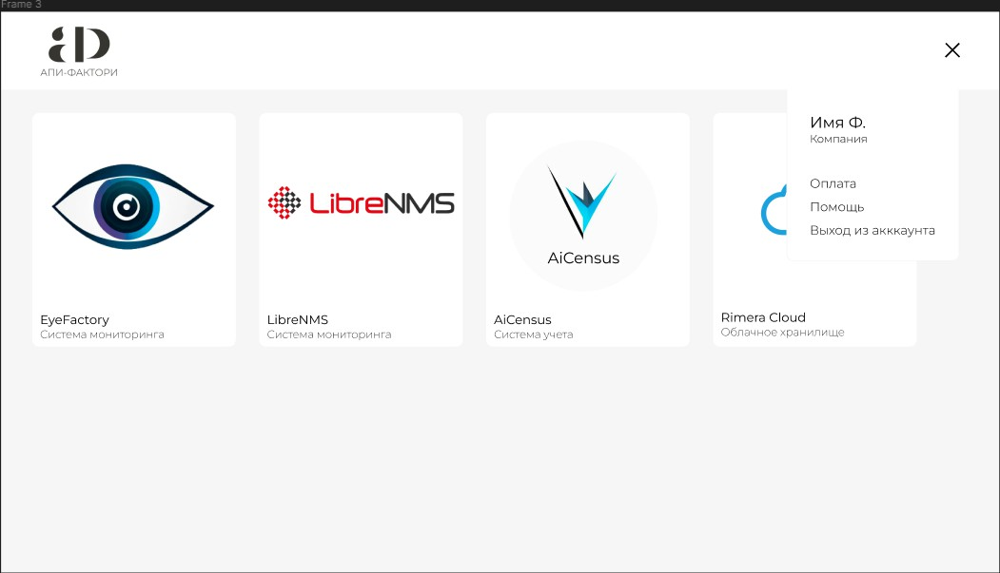 Frame 3
АПИ-ФАКТОРИ
Имя Ф.
Компания
Оплата
Помощь
Выход из акккаунта
LibreNMS
AiCensus
EyeFactory
Система мониторинга
LibreNMS
Система мониторинга
AiCensus
Система учета
Rimera Cloud
Облачное хранилище